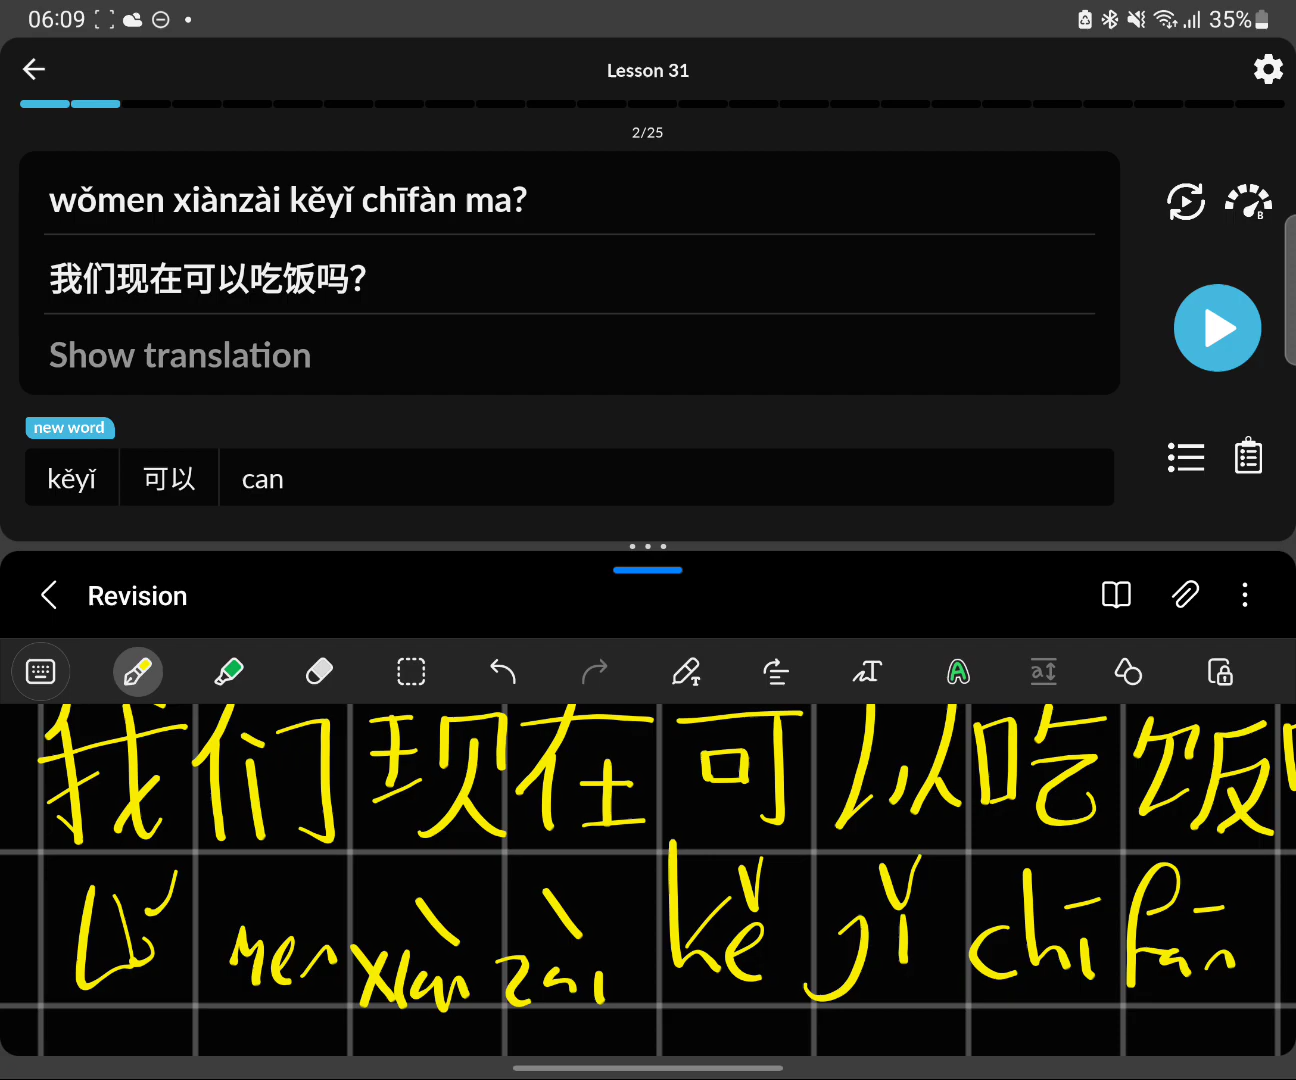 06:09
35%
Lesson 31
2/25
wǒmen xiànzài kěyǐ chīfàn ma?
B
我们现在可以吃饭吗?
Show translation
new word
kěyǐ 可以 can
Revision
T T A a
我们现在可以吃饭
wǒ men xiàn zài kě yǐ chī fān